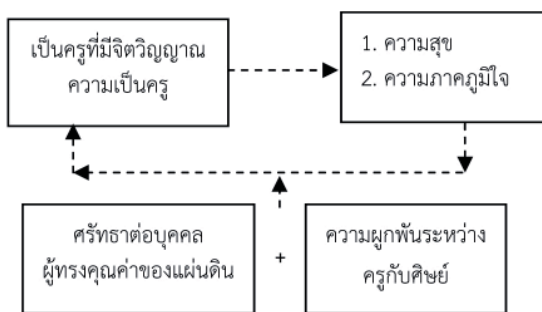 เป็นครูที่มีจิตวิญญาณ
ความเป็นครู
1. ความสุข
2. ความภาคภูมิใจ
ศรัทธาต่อบุคคล
ผู้ทรงคุณค่าของแผ่นดิน
+
ความผูกพันระหว่าง
ครูกับศิษย์